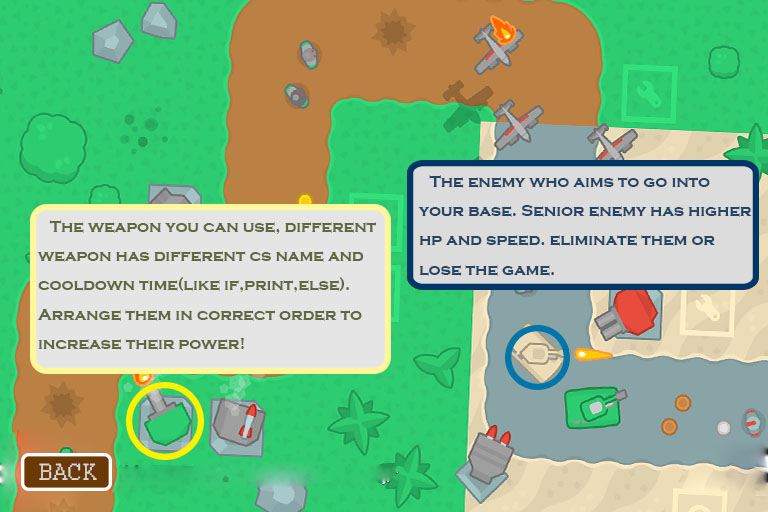 The weapon you can use, different
weapon has different cs name and
cooldown time(like if,print,else).
Arrange them in correct order to
increase their power!
The enemy who aims to go into
your base. Senior enemy has higher
hp and speed. eliminate them or
lose the game.
BACK